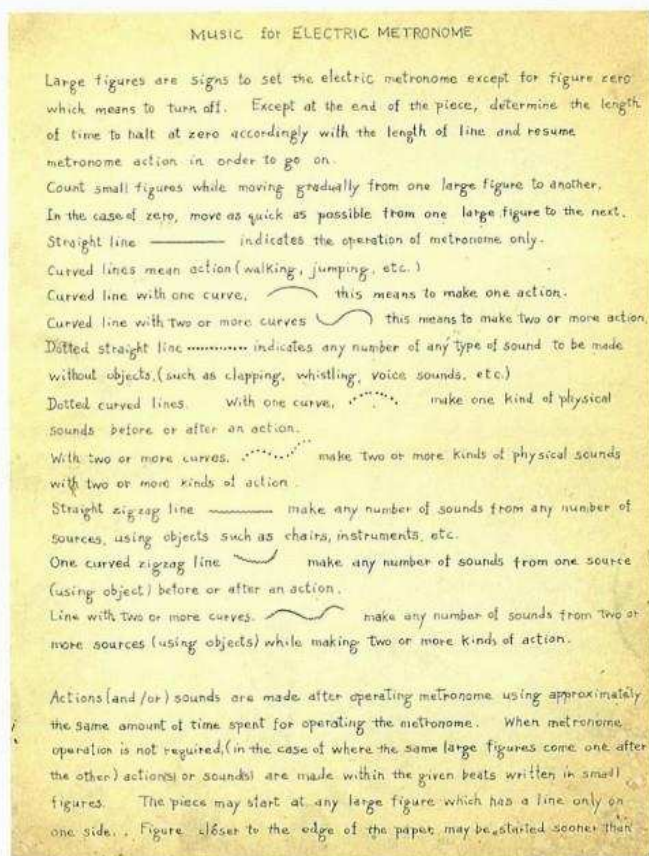 MUSIC for ELECTRIC METRONOME
Large figures are signs to set the electric metronome except for figure zero
which means to turn off. Except at the end of the piece, determine the length
of time to halt at zero accordingly with the length of line and resume
metronome action in order to go on.
Count small figures while moving gradually from one large figure to another.
In the case of zero, move as quick as possible from one large figure to the next.
Straight line indicates the operation of metronome only.
Curved lines mean action (walking, jumping, etc.)
Curved line with one curve, this means to make one action.
Curved line with two or more curves this means to make two or more action.
Dotted straight line indicates any number of any type of sound to be made
without objects, (such as clapping, whistling, voice sounds, etc.)
Dotted curved lines. With one curve, make one kind of physical
sounds before or after an action.
With two or more curves. make two or more kinds of physical sounds
with two or more kinds of action.
Straight zigzag line make any number of sounds from any number of
sources, using objects such as chairs, instruments, etc.
One curved zigzag line make any number of sounds from one source
(using object) before or after an action.
Line with two or more curves. make any number of sounds from two or
more sources (using objects) while making two or more kinds of action.
Actions (and/or) sounds are made after operating metronome using approximately
the same amount of time spent for operating the metronome. When metronome
operation is not required, (in the case of where the same large figures come one after
the other) action(s) or sound(s) are made within the given beats written in small
figures. The piece may start at any large figure which has a line only on
one side.. Figure closer to the edge of the paper, may be started sooner than